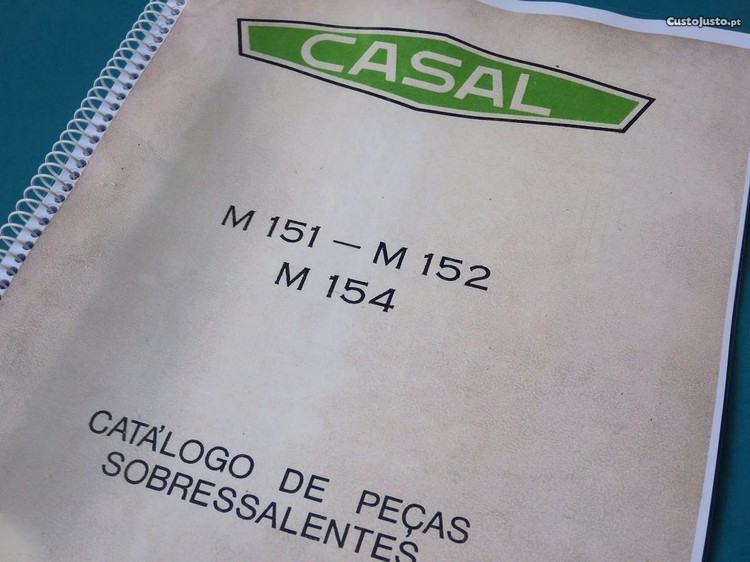 CustoJusto.pt
CASAL
M 151 – M 152
M 154
CATÁLOGO DE PEÇAS
SOBRESSALENTES